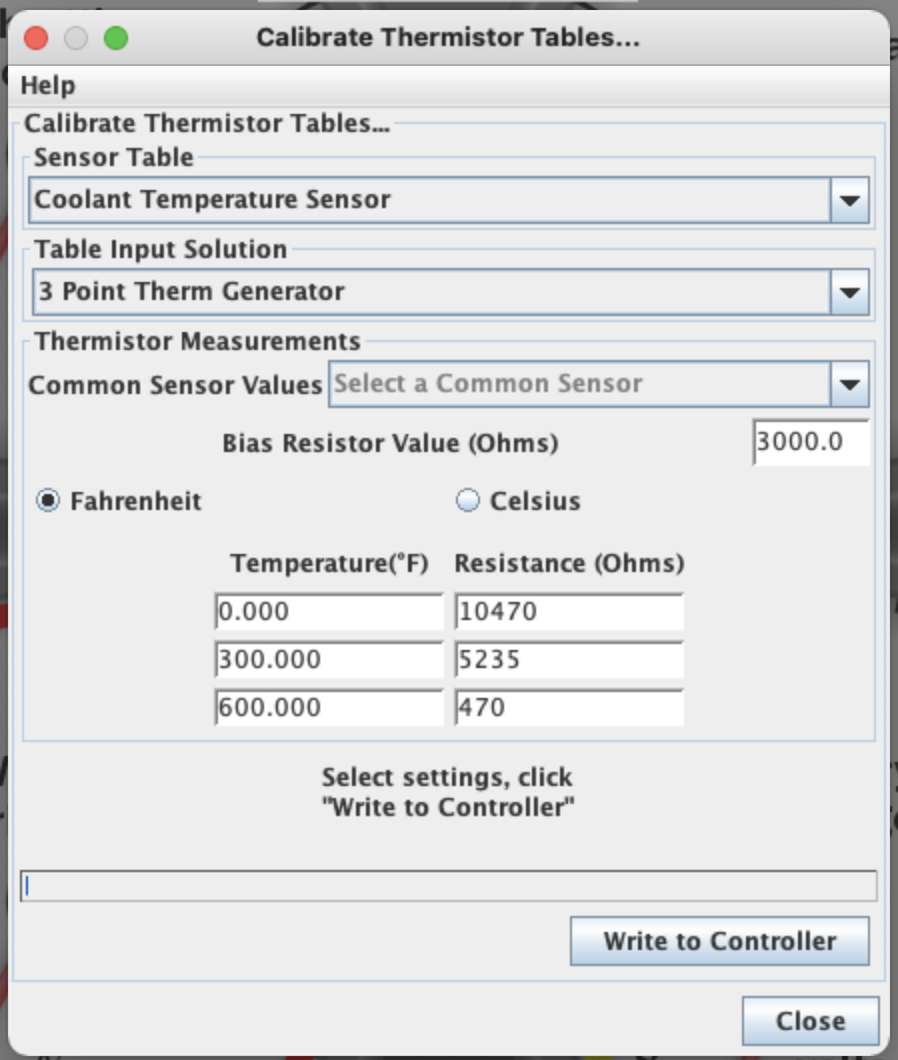 Calibrate Thermistor Tables...
Help
Calibrate Thermistor Tables...
Sensor Table
Coolant Temperature Sensor
Table Input Solution
3 Point Therm Generator
Thermistor Measurements
Common Sensor Values Select a Common Sensor
Bias Resistor Value (Ohms) 3000.0
Fahrenheit Celsius
Temperature(°F) Resistance (Ohms)
0.000 10470
300.000 5235
600.000 470
Select settings, click
"Write to Controller"
Write to Controller
Close